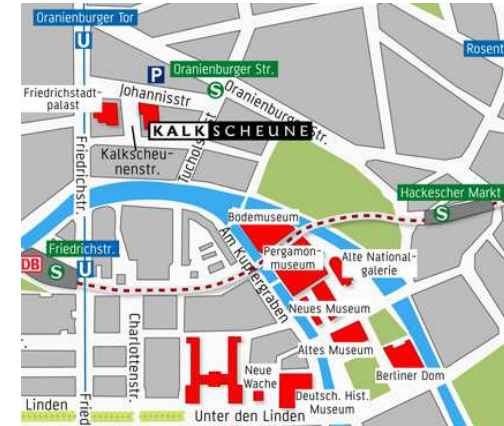 Oranienburger Tor
U
Rosent
P
Oranienburger Str.
S
Friedrichstadt-
palast
Johannisstr
Oranienburger Str.
KALKSCHEUNE
Kalkscheu-
nenstr.
Tucholskystr
Friedrichstr.
Hackescher Markt
S
Bodemuseum
Am Kupfergraben
Friedrichstr.
DB
S
U
Pergamon-
museum
Alte National-
galerie
Neues Museum
Charlottenstr.
Altes Museum
Berliner Dom
Neue
Wache
Deutsch. Hist.
Museum
Linden
Fried
Unter den Linden